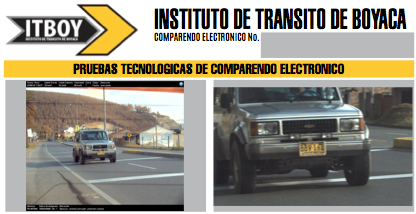 ITBOY
INSTITUTO DE TRANSITO DE BOYACA
INSTITUTO DE TRANSITO DE BOYACA
COMPARENDO ELECTRONICO No.
PRUEBAS TECNOLOGICAS DE COMPARENDO ELECTRONICO